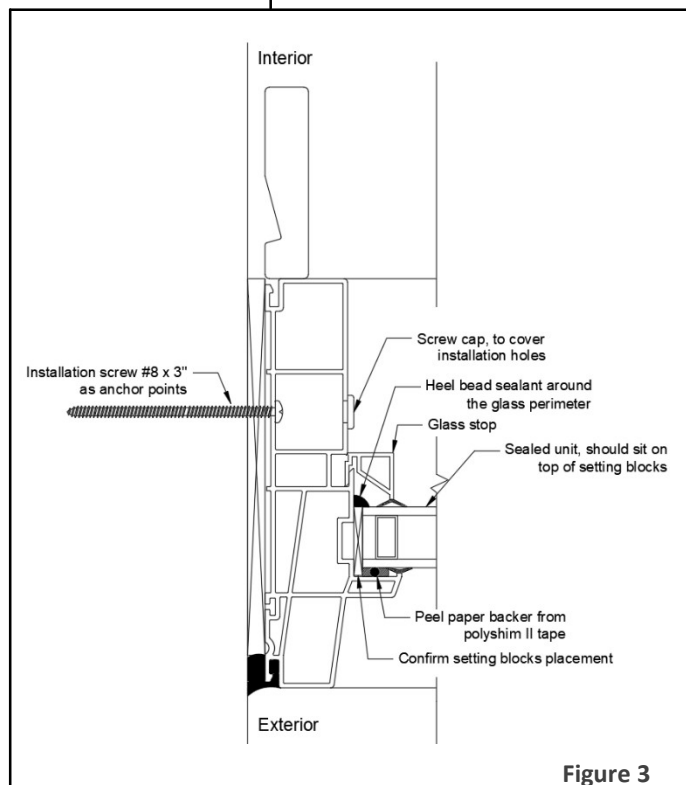 Interior
Screw cap, to cover
installation holes
Installation screw #8 x 3"
as anchor points
Heel bead sealant around
the glass perimeter
Glass stop
Sealed unit, should sit on
top of setting blocks
Peel paper backer from
polyshim II tape
Confirm setting blocks placement
Exterior
Figure 3